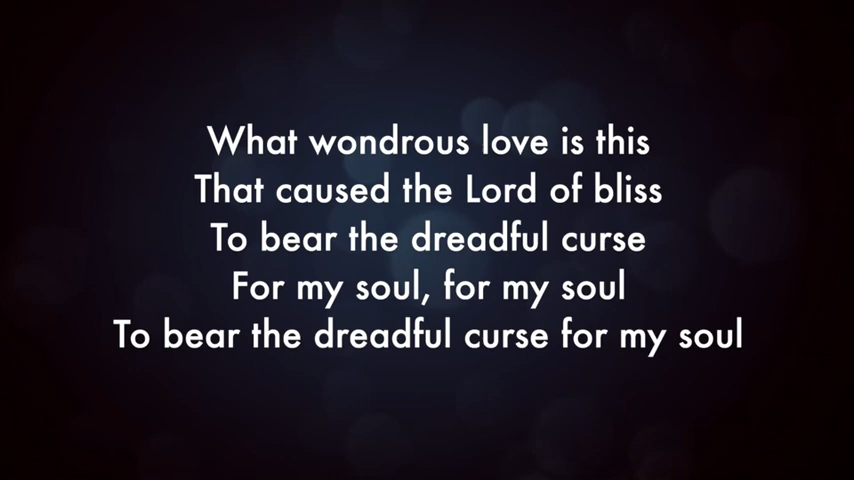 What wondrous love is this
That caused the Lord of bliss
To bear the dreadful curse
For my soul, for my soul
To bear the dreadful curse for my soul